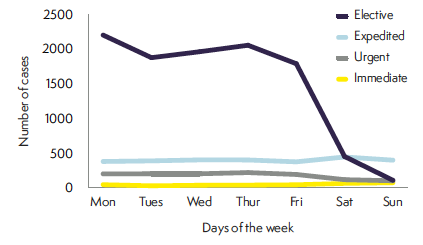 2500
2000
1500
1000
500
0
Number of cases
Elective
Expedited
Urgent
Immediate
Mon Tues Wed Thur Fri Sat Sun
Days of the week